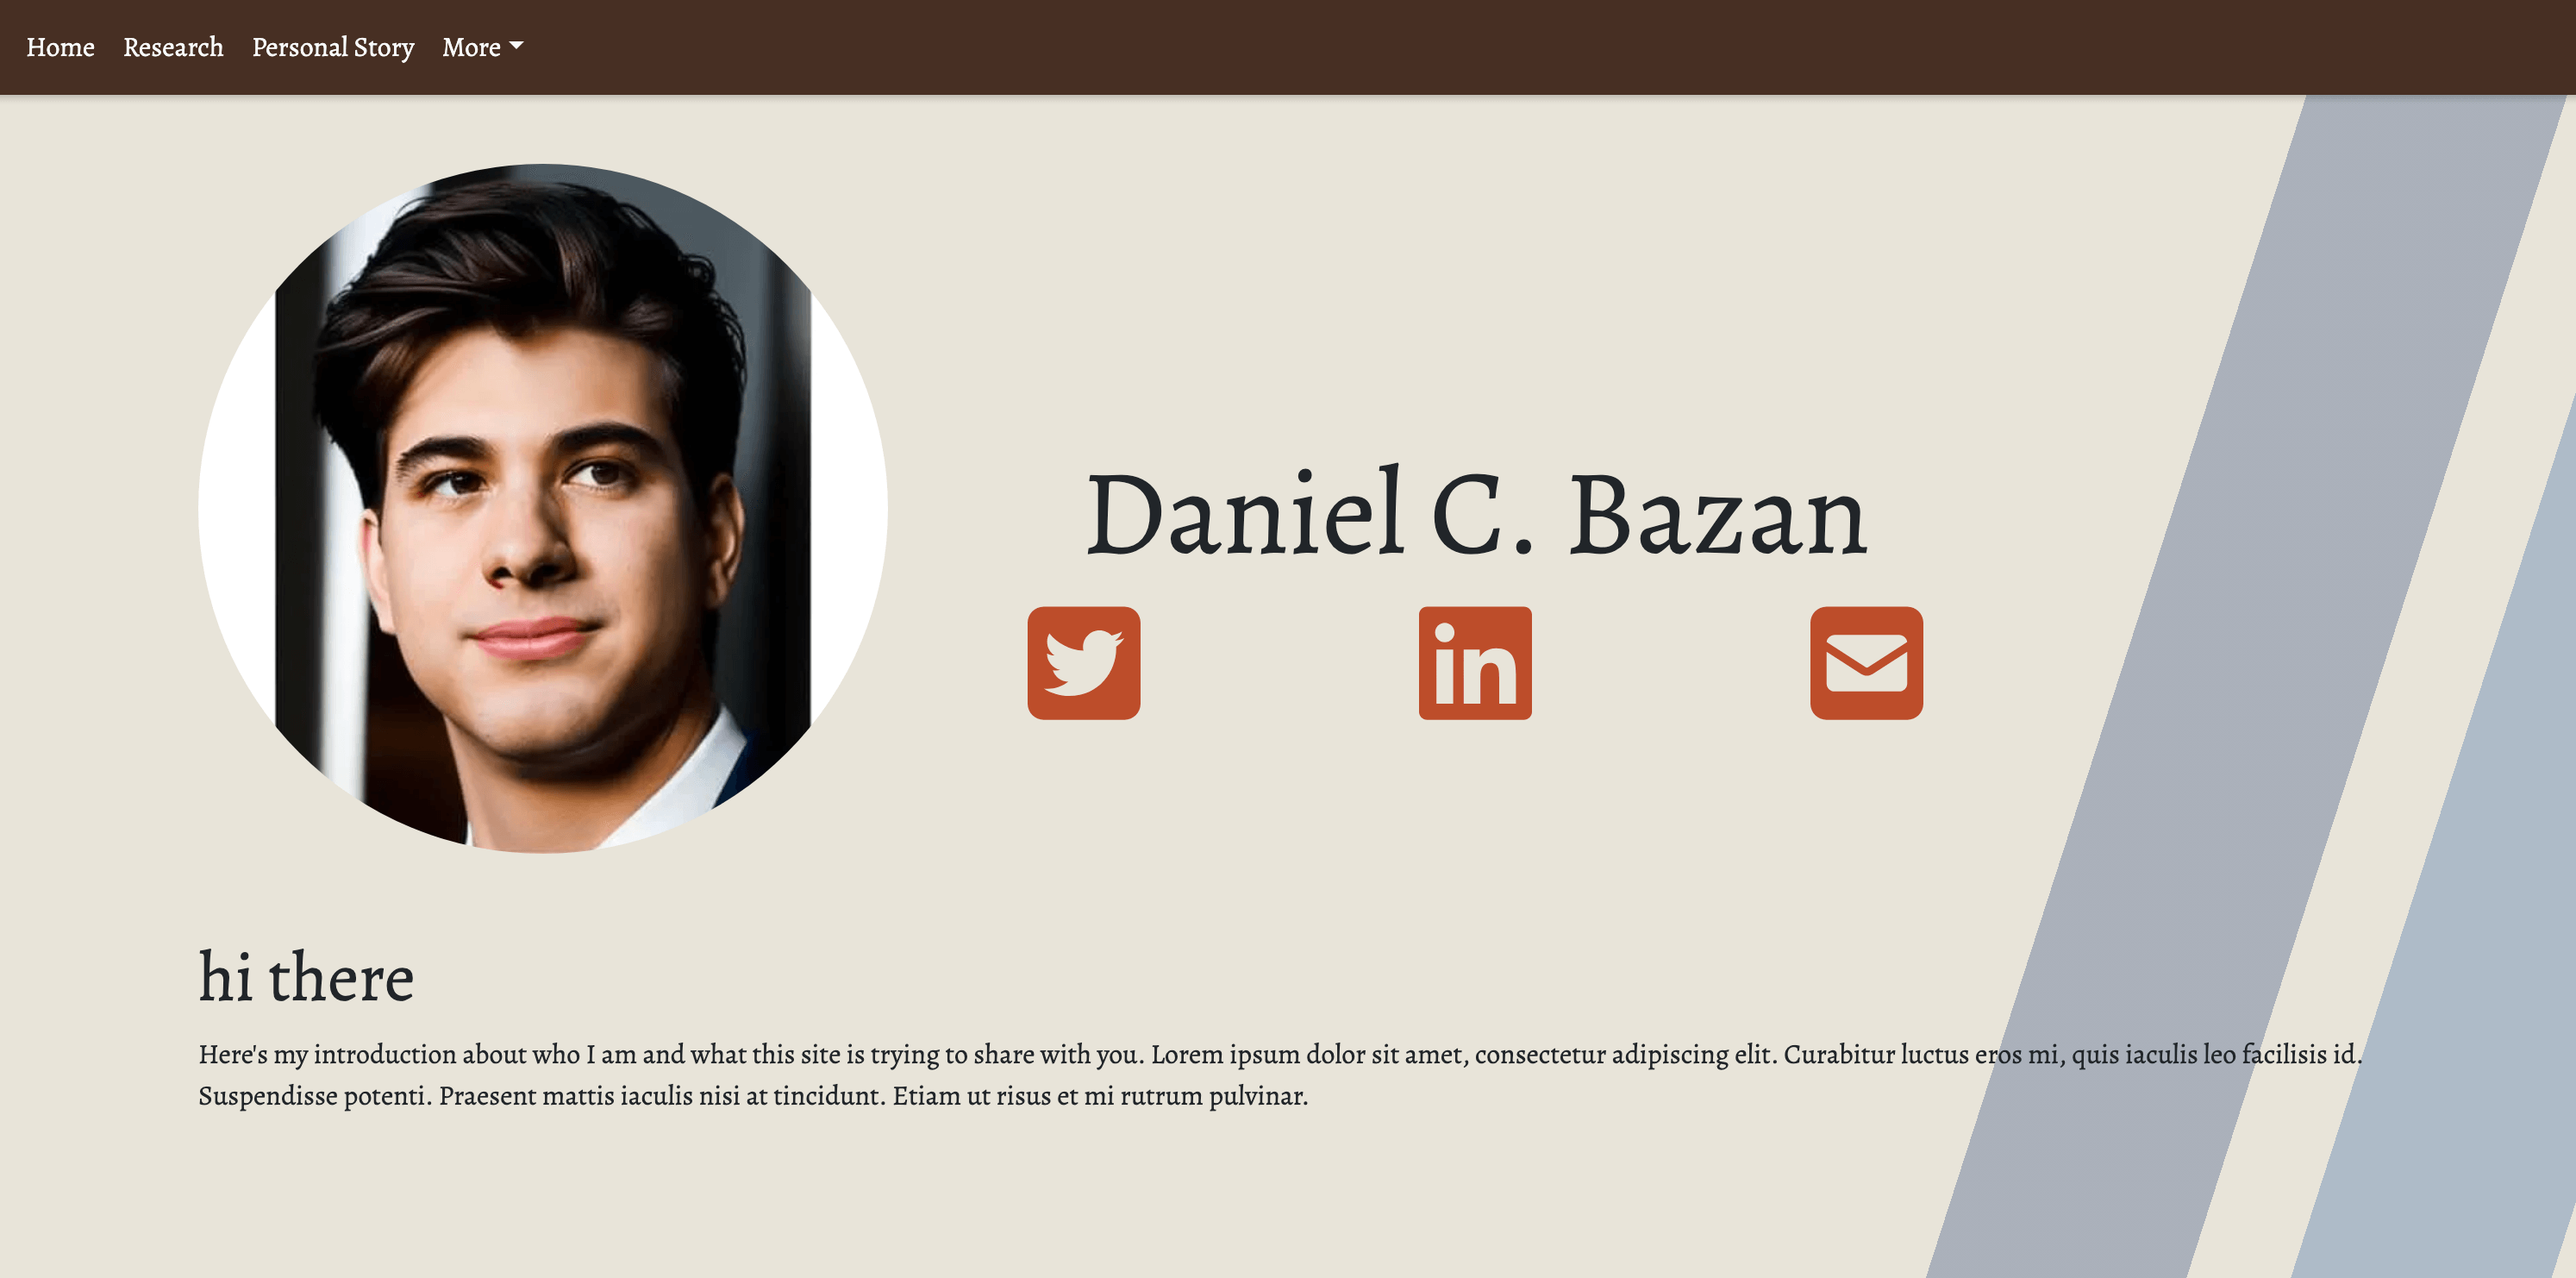 Home Research Personal Story More
Daniel C. Bazan
in
hi there
Here's my introduction about who I am and what this site is trying to share with you. Lorem ipsum dolor sit amet, consectetur adipiscing elit. Curabitur luctus eros mi, quis iaculis leo facilisis id.
Suspendisse potenti. Praesent mattis iaculis nisi at tincidunt. Etiam ut risus et mi rutrum pulvinar.